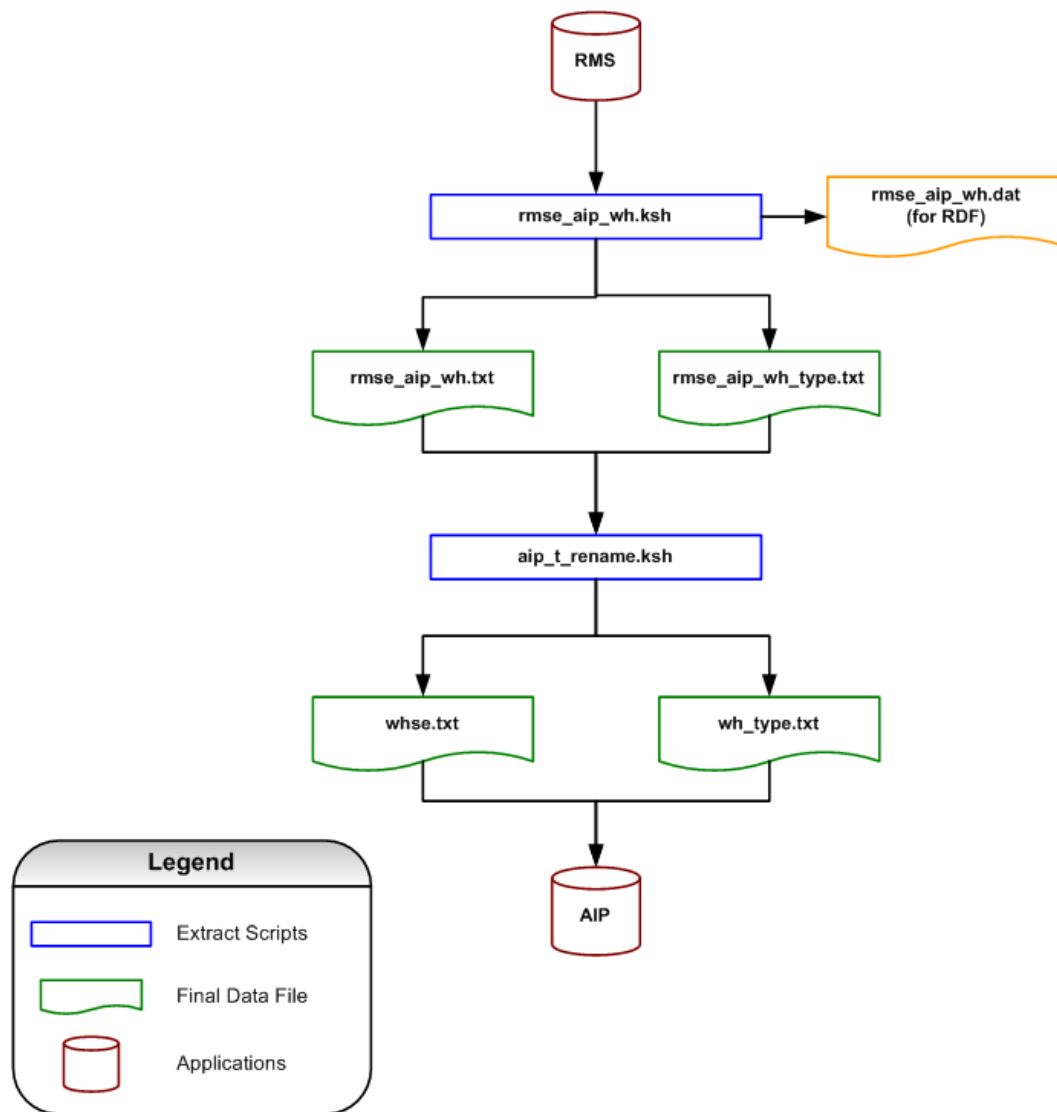 RMS
rmse_aip_wh.ksh
rmse_aip_wh.dat
(for RDF)
rmse_aip_wh.txt
rmse_aip_wh_type.txt
aip_t_rename.ksh
whse.txt
wh_type.txt
AIP
Legend
Extract Scripts
Final Data File
Applications